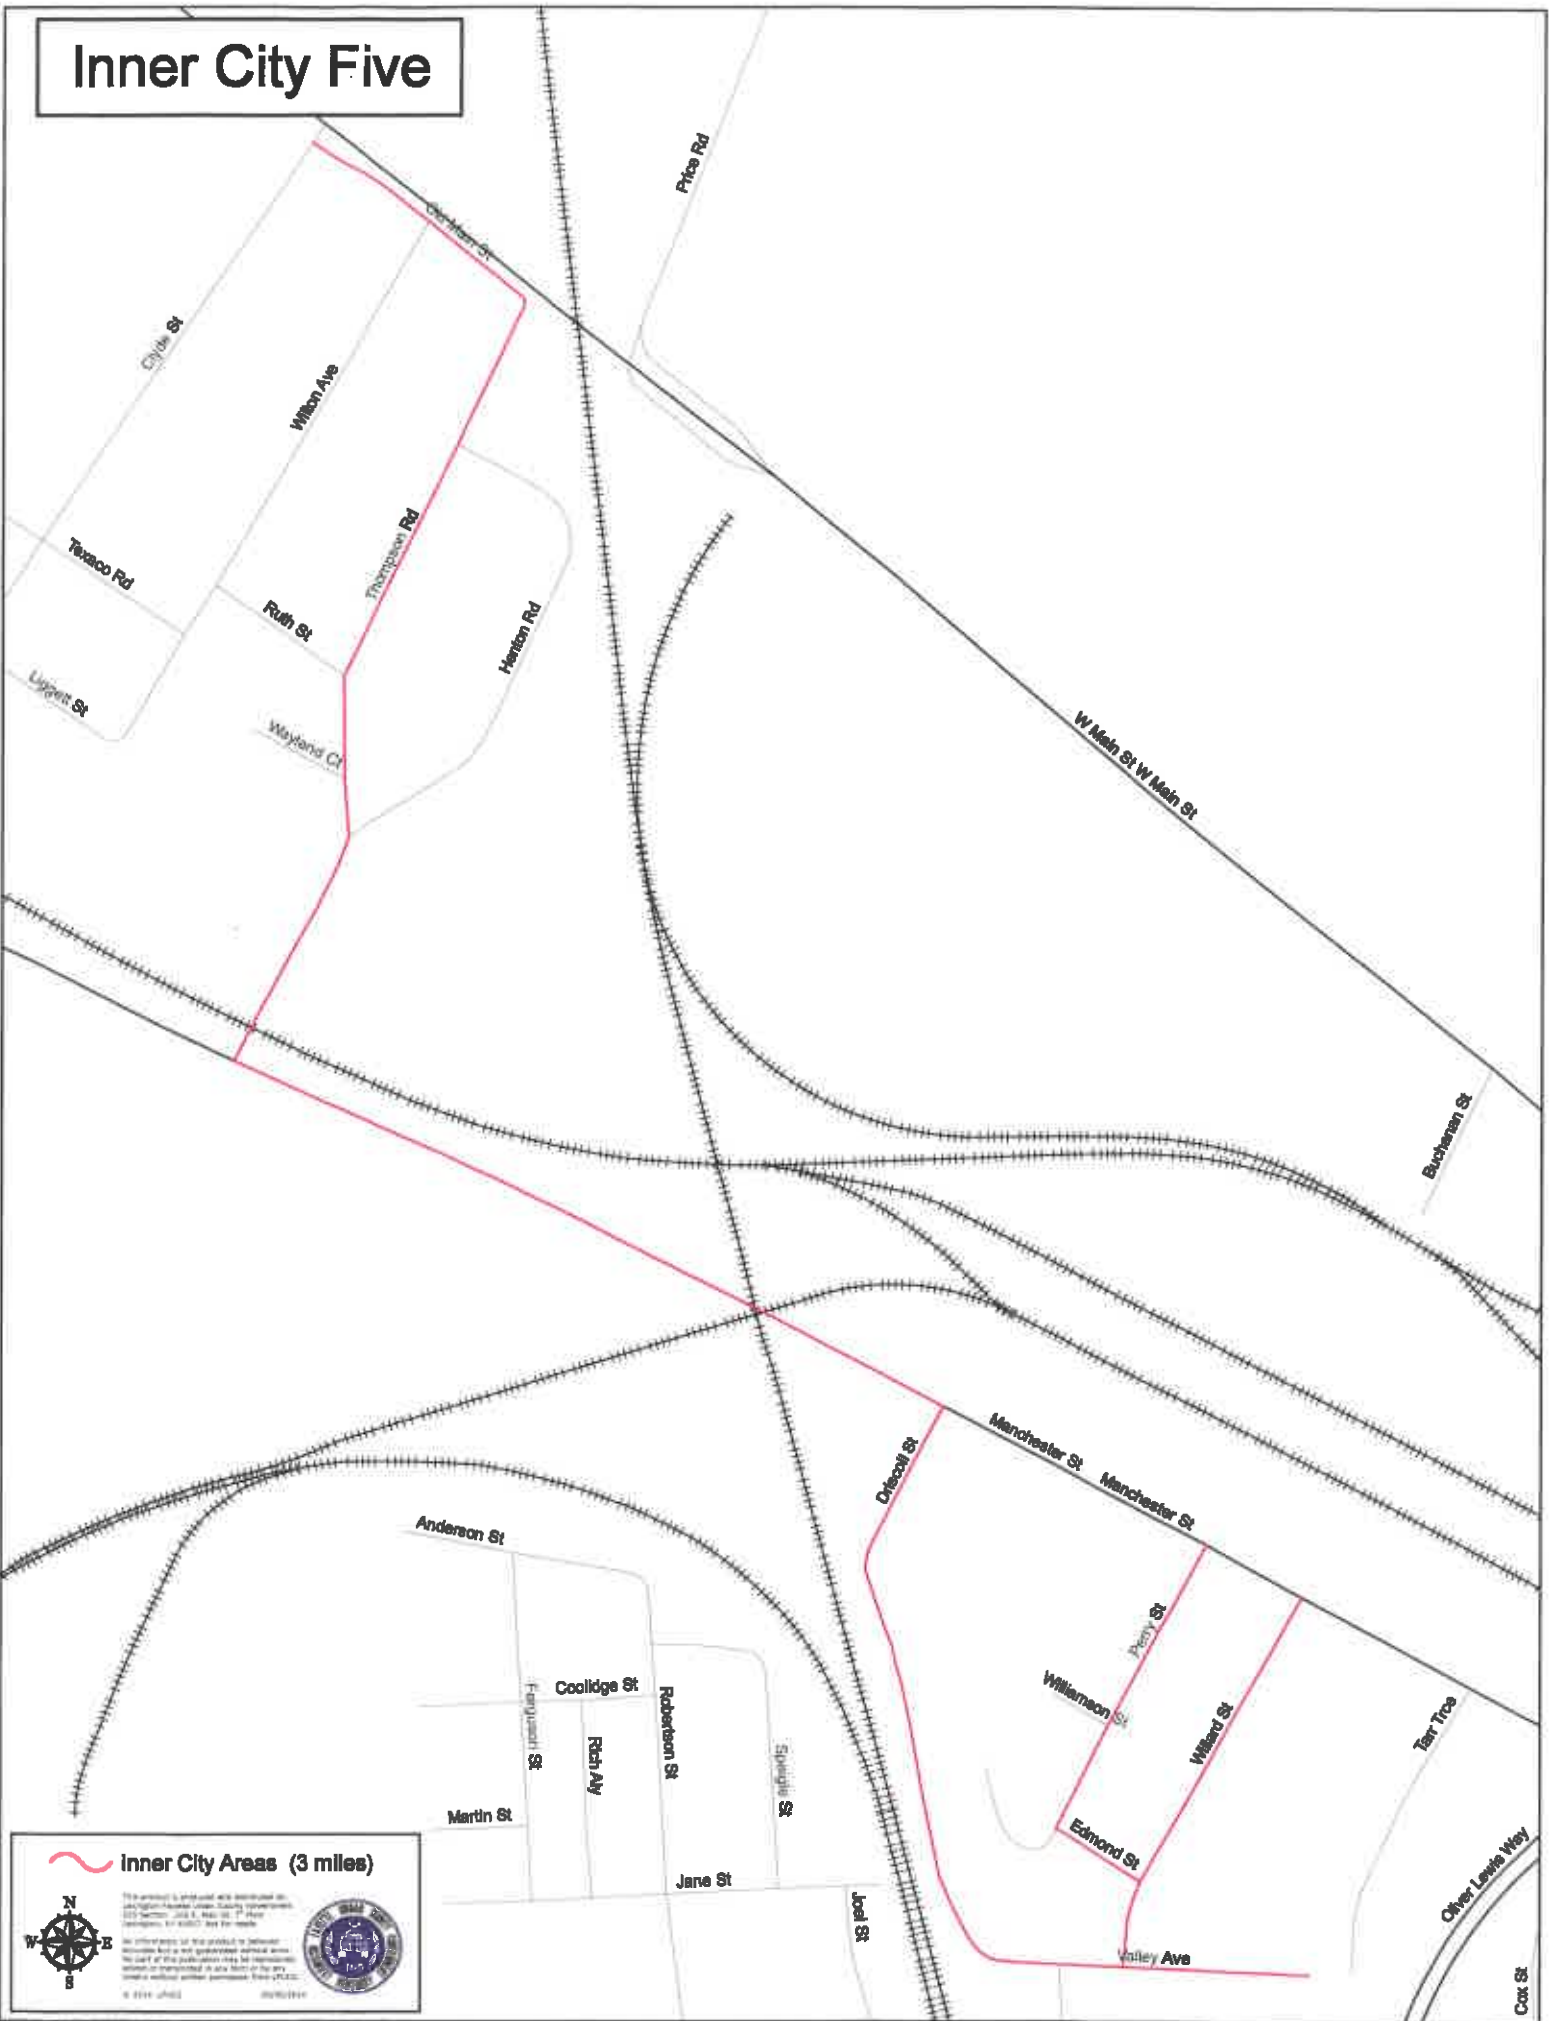 Inner City Five
Price Rd
Old Main St
Clyde St
Wilton Ave
Thompson Rd
Texaco Rd
Ruth St
Henton Rd
Liggett St
Wayland Ct
W Main St W Main St
Buchanan St
Driscoll St
Manchester St
Manchester St
Anderson St
Perry St
Williamson St
Willard St
Tarr Trce
Coolidge St
Ferguson St
Rich Aly
Robertson St
Speigle St
Martin St
Edmond St
Jane St
Joel St
Valley Ave
Oliver Lewis Way
Cox St
Inner City Areas (3 miles)
N
W E
S